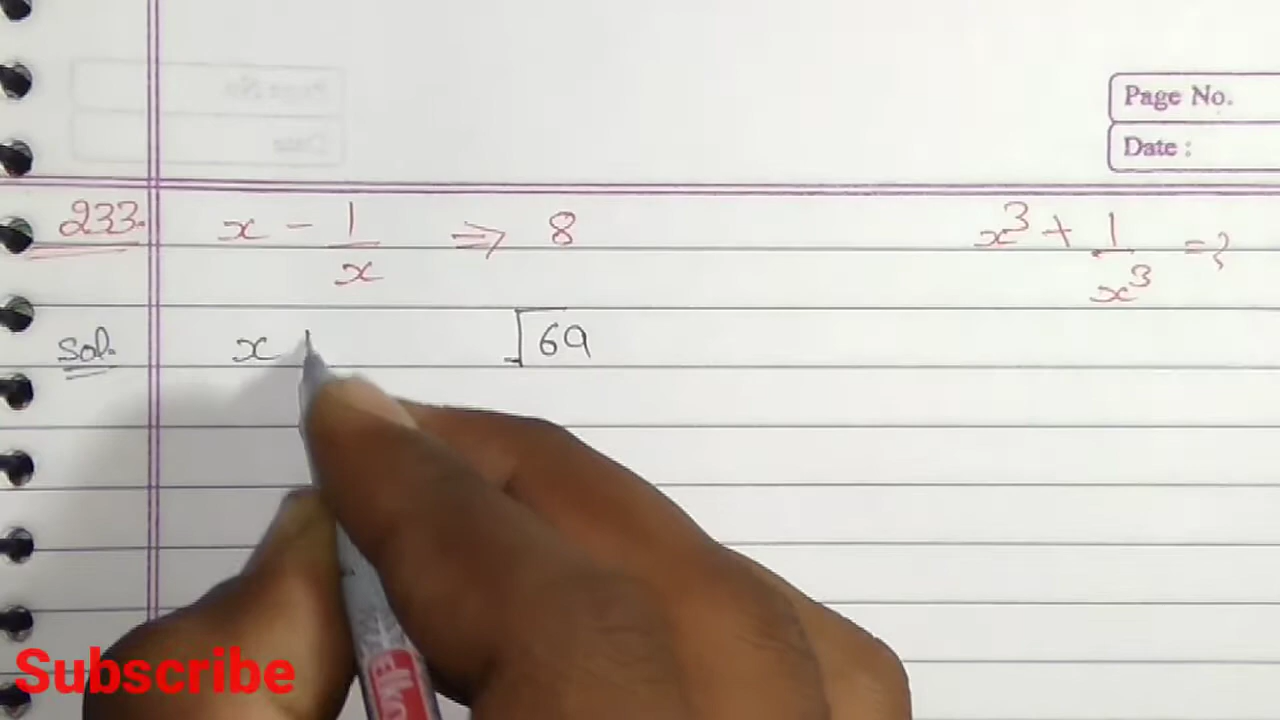 Page No.
Date :
233. x - 1/x => 8 x³ + 1/x³ = ?
Sol. x √69
Subscribe